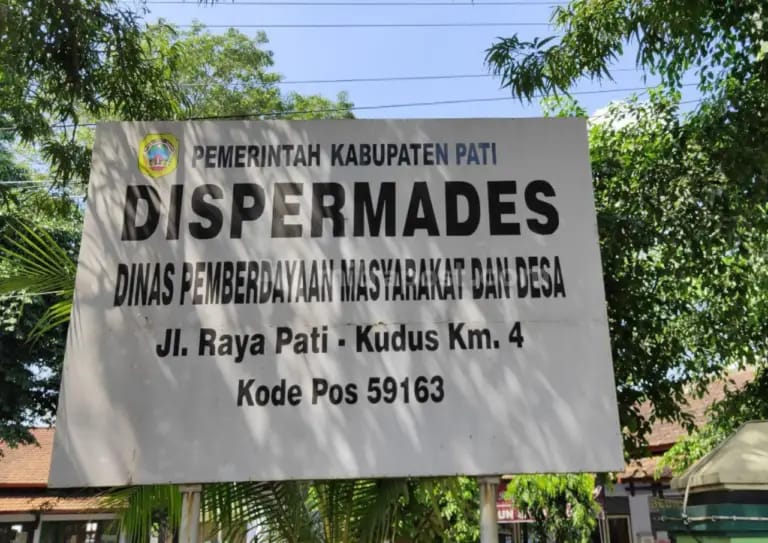 PEMERINTAH KABUPATEN PATI
DISPERMADES
DINAS PEMBERDAYAAN MASYARAKAT DAN DESA
Jl. Raya Pati - Kudus Km. 4
Kode Pos 59163